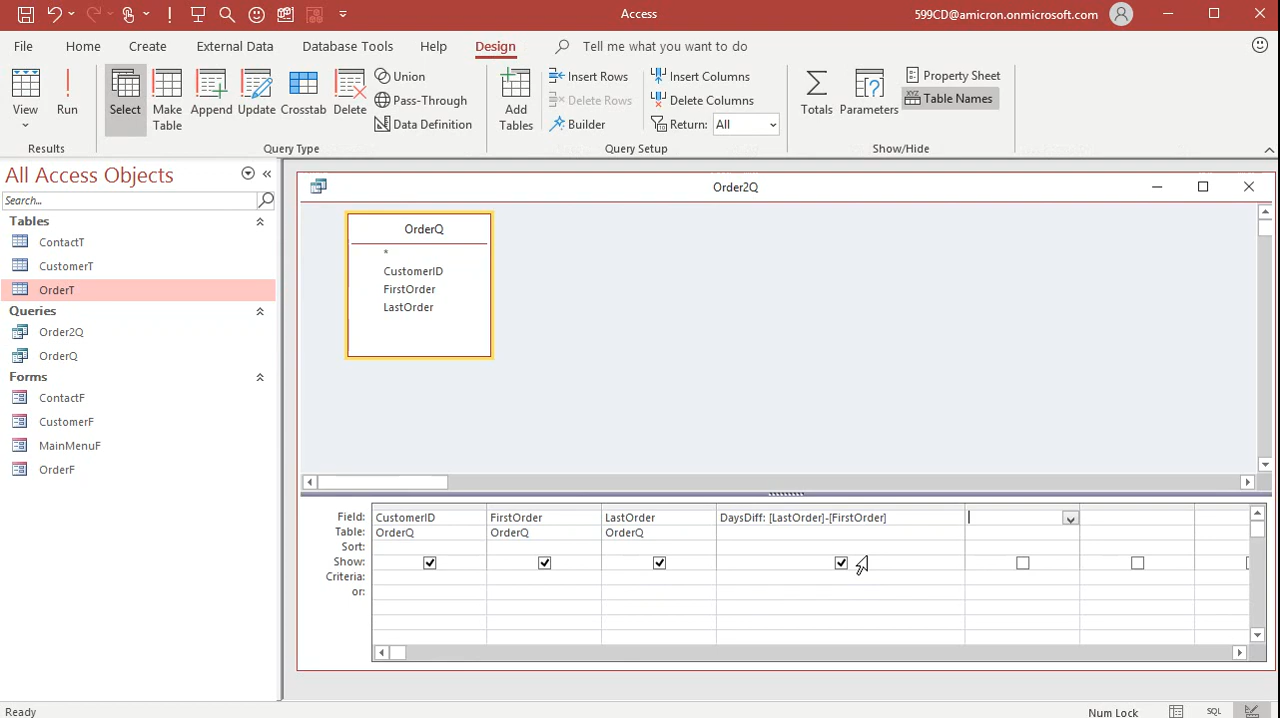 Access
599CD@amicron.onmicrosoft.com
File Home Create External Data Database Tools Help Design Tell me what you want to do
View Run
Results
Select Make Table Append Update Crosstab Delete
Union
Pass-Through
Data Definition
Query Type
Add Tables
Insert Rows
Delete Rows
Builder
Insert Columns
Delete Columns
Return: All
Query Setup
Totals Parameters
Property Sheet
XYZ Table Names
Show/Hide
All Access Objects
Search...
Tables
ContactT
CustomerT
OrderT
Queries
Order2Q
OrderQ
Forms
ContactF
CustomerF
MainMenuF
OrderF
Order2Q
OrderQ
*
CustomerID
FirstOrder
LastOrder
Field: CustomerID FirstOrder LastOrder DaysDiff: [LastOrder]-[FirstOrder]
Table: OrderQ OrderQ OrderQ
Sort:
Show:
Criteria:
or:
Ready
Num Lock
SQL